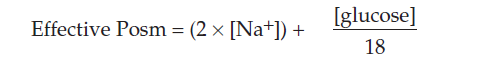 Effective Posm = (2 × [Na⁺]) + [glucose]
18